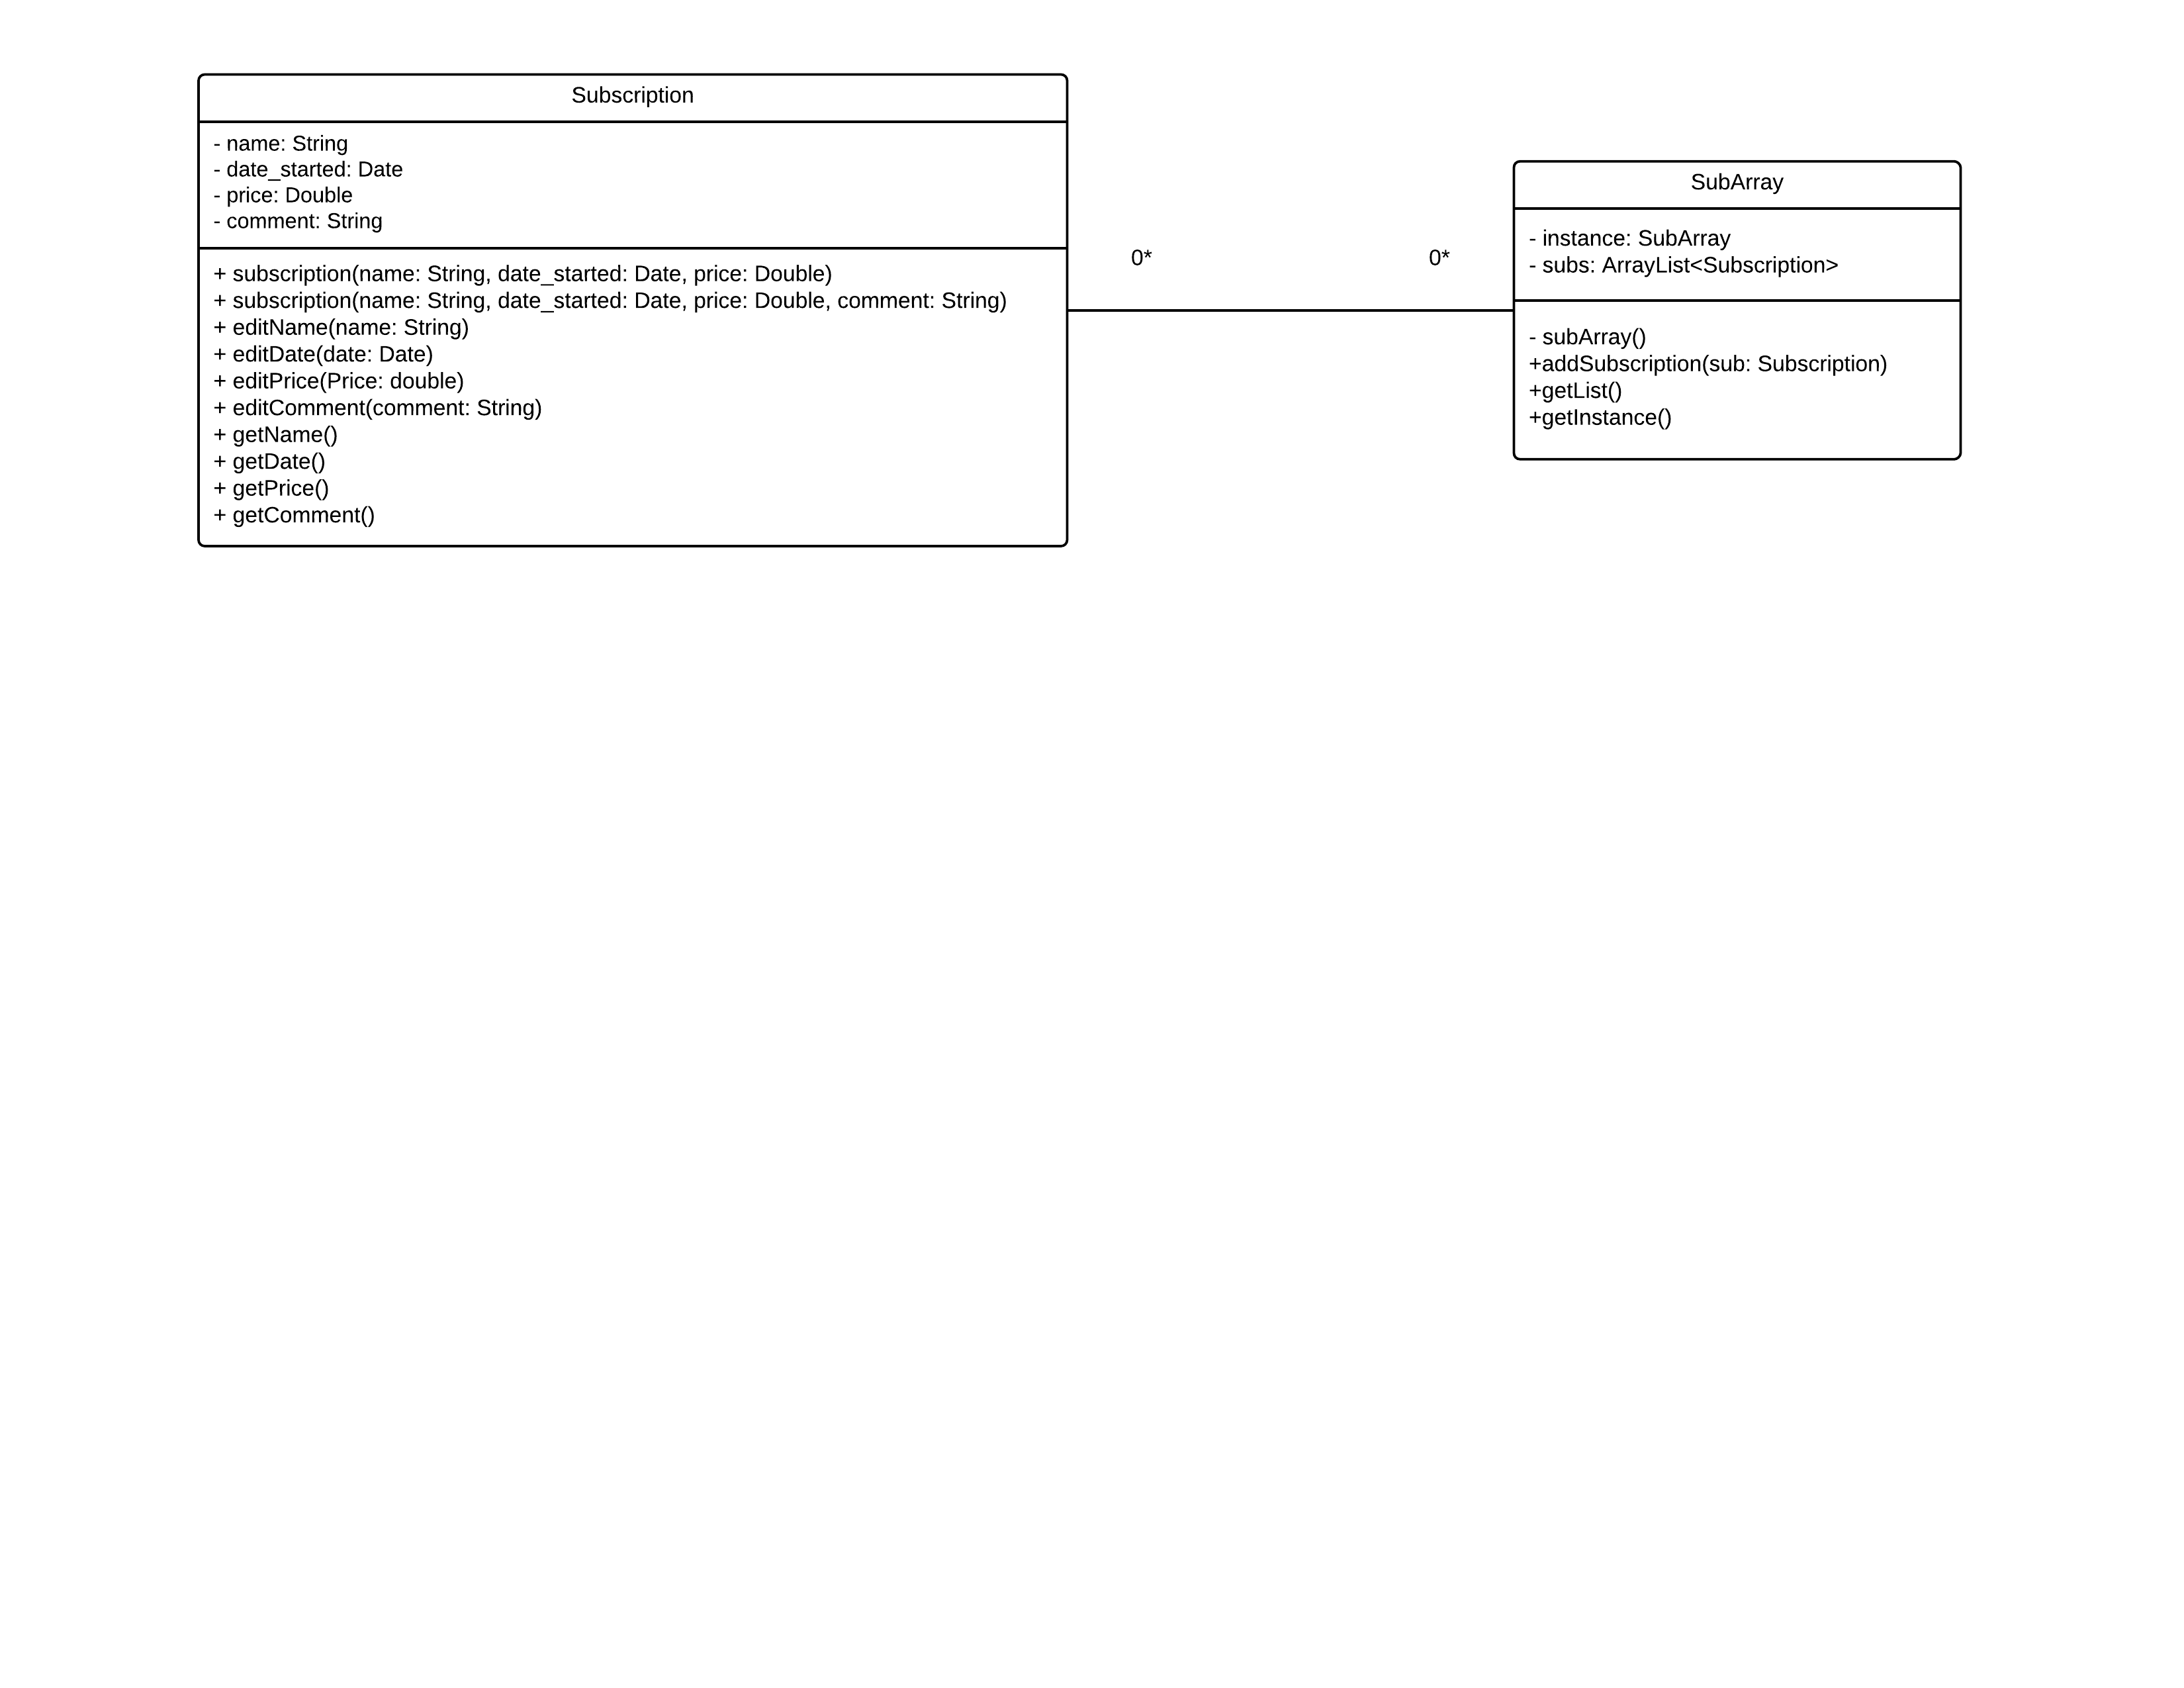 Subscription
- name: String
- date_started: Date
- price: Double
- comment: String
+ subscription(name: String, date_started: Date, price: Double)
+ subscription(name: String, date_started: Date, price: Double, comment: String)
+ editName(name: String)
+ editDate(date: Date)
+ editPrice(Price: double)
+ editComment(comment: String)
+ getName()
+ getDate()
+ getPrice()
+ getComment()
0*
0*
SubArray
- instance: SubArray
- subs: ArrayList<Subscription>
- subArray()
+addSubscription(sub: Subscription)
+getList()
+getInstance()